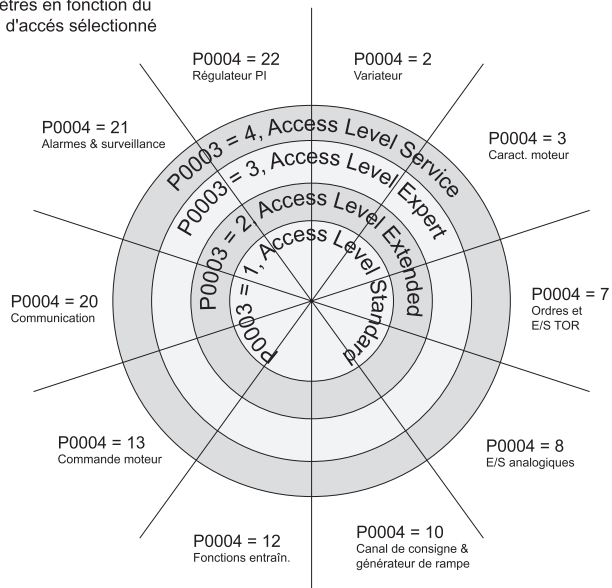 ètres en fonction du
d'accés sélectionné
P0004 = 22
Régulateur PI
P0004 = 2
Variateur
P0004 = 21
Alarmes & surveillance
P0004 = 3
Caract. moteur
P0003 = 4, Access Level Service
P0003 = 3, Access Level Expert
P0003 = 2, Access Level Extended
P0003 = 1, Access Level Standard
P0004 = 20
Communication
P0004 = 7
Ordres et
E/S TOR
P0004 = 13
Commande moteur
P0004 = 8
E/S analogiques
P0004 = 12
Fonctions entraîn.
P0004 = 10
Canal de consigne &
générateur de rampe